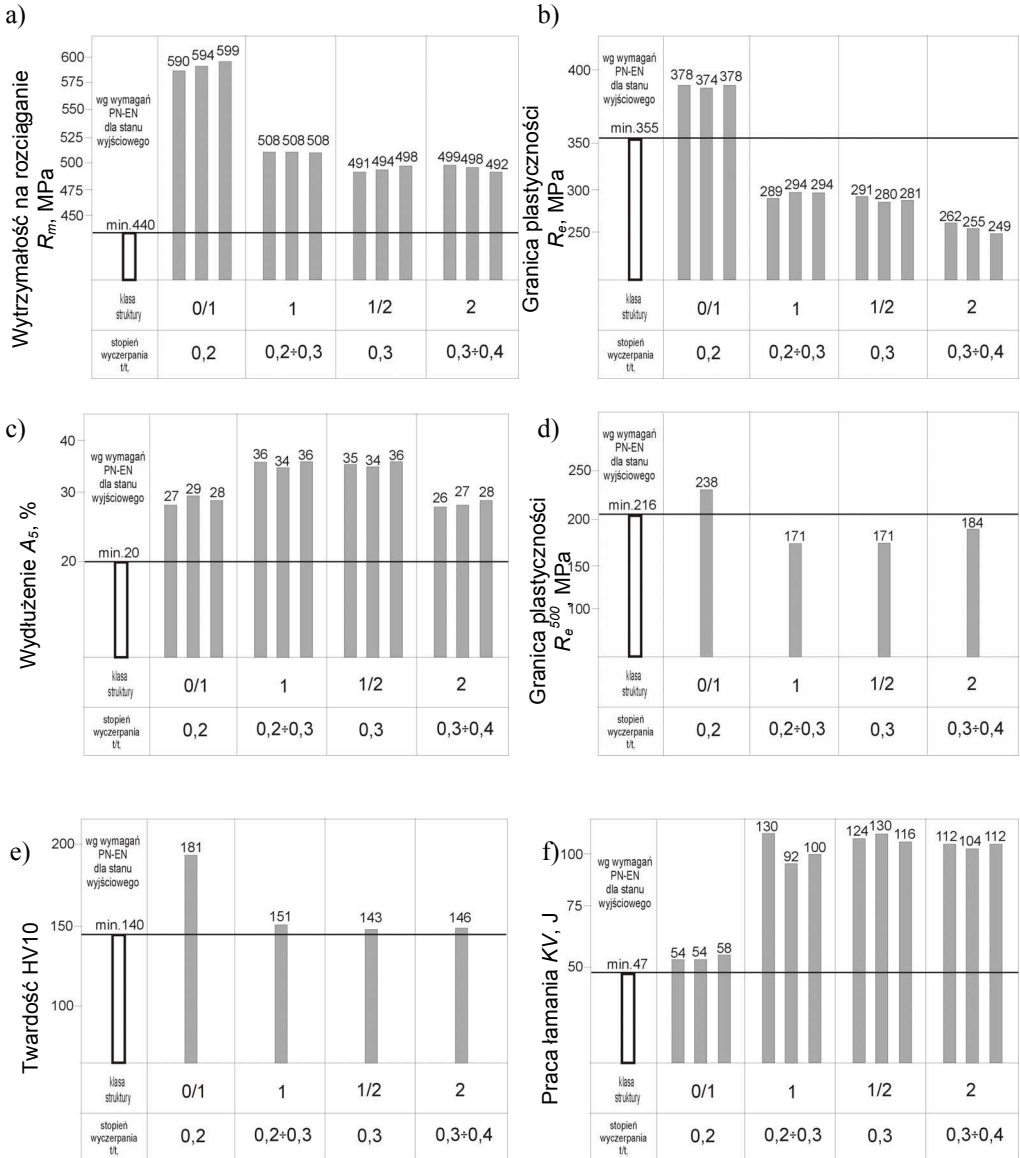 a)
Wytrzymałość na rozciąganie
R_m, MPa
600
575
550
525
500
475
450
wg wymagań
PN-EN
dla stanu
wyjściowego
min.440
590 594 599
508 508 508
491 494 498
499 498 492
klasa
struktury
0/1 1 1/2 2
stopień
wyczerpania
t/t,
0,2 0,2÷0,3 0,3 0,3÷0,4
b)
Granica plastyczności
R_e, MPa
400
350
300
250
wg wymagań
PN-EN
dla stanu
wyjściowego
min.355
378 374 378
289 294 294
291 280 281
262 255 249
klasa
struktury
0/1 1 1/2 2
stopień
wyczerpania
t/t,
0,2 0,2÷0,3 0,3 0,3÷0,4
c)
Wydłużenie A_5, %
40
30
20
wg wymagań
PN-EN
dla stanu
wyjściowego
min.20
27 29 28
36 34 36
35 34 36
26 27 28
klasa
struktury
0/1 1 1/2 2
stopień
wyczerpania
t/t,
0,2 0,2÷0,3 0,3 0,3÷0,4
d)
Granica plastyczności
R_e^500, MPa
250
200
150
100
wg wymagań
PN-EN
dla stanu
wyjściowego
min.216
238
171
171
184
klasa
struktury
0/1 1 1/2 2
stopień
wyczerpania
t/t,
0,2 0,2÷0,3 0,3 0,3÷0,4
e)
Twardość HV10
200
150
100
wg wymagań
PN-EN
dla stanu
wyjściowego
min.140
181
151
143
146
klasa
struktury
0/1 1 1/2 2
stopień
wyczerpania
t/t,
0,2 0,2÷0,3 0,3 0,3÷0,4
f)
Praca łamania KV, J
100
75
50
wg wymagań
PN-EN
dla stanu
wyjściowego
min.47
54 54 58
130 92 100
124 130 116
112 104 112
klasa
struktury
0/1 1 1/2 2
stopień
wyczerpania
t/t,
0,2 0,2÷0,3 0,3 0,3÷0,4